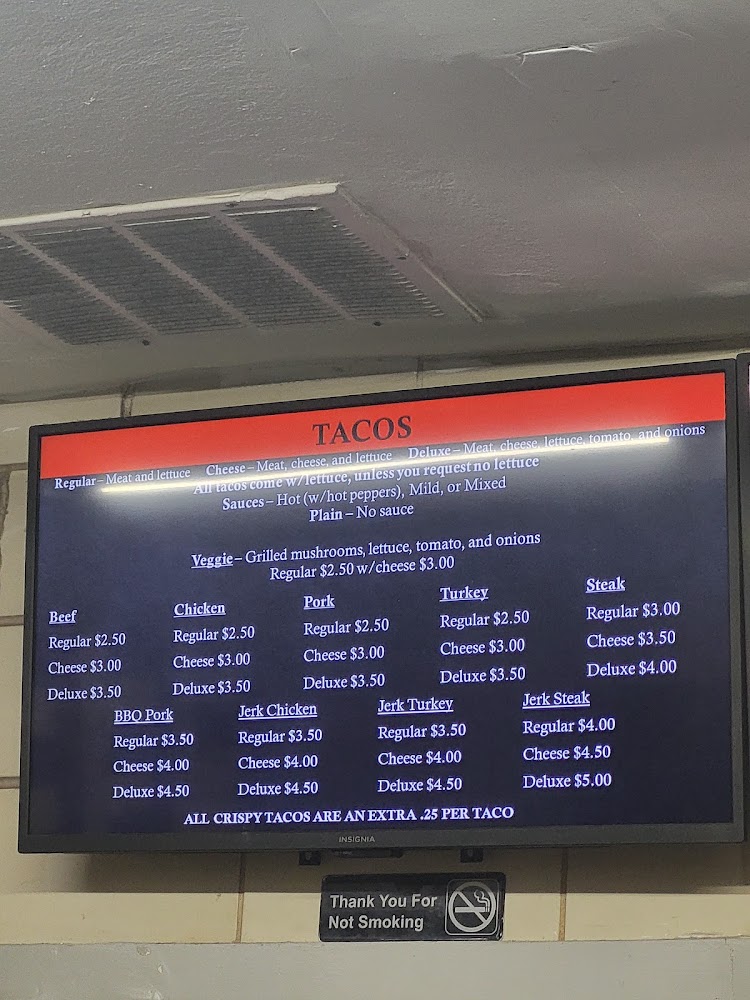 TACOS
Regular – Meat and lettuce Cheese – Meat, cheese, and lettuce Deluxe – Meat, cheese, lettuce, tomato, and onions
All tacos come w/lettuce, unless you request no lettuce
Sauces – Hot (w/hot peppers), Mild, or Mixed
Plain – No sauce
Veggie – Grilled mushrooms, lettuce, tomato, and onions
Regular $2.50 w/cheese $3.00
Beef Chicken Pork Turkey Steak
Regular $2.50 Regular $2.50 Regular $2.50 Regular $2.50 Regular $3.00
Cheese $3.00 Cheese $3.00 Cheese $3.00 Cheese $3.00 Cheese $3.50
Deluxe $3.50 Deluxe $3.50 Deluxe $3.50 Deluxe $3.50 Deluxe $4.00
BBQ Pork Jerk Chicken Jerk Turkey Jerk Steak
Regular $3.50 Regular $3.50 Regular $3.50 Regular $4.00
Cheese $4.00 Cheese $4.00 Cheese $4.00 Cheese $4.50
Deluxe $4.50 Deluxe $4.50 Deluxe $4.50 Deluxe $5.00
ALL CRISPY TACOS ARE AN EXTRA .25 PER TACO
INSIGNIA
Thank You For
Not Smoking